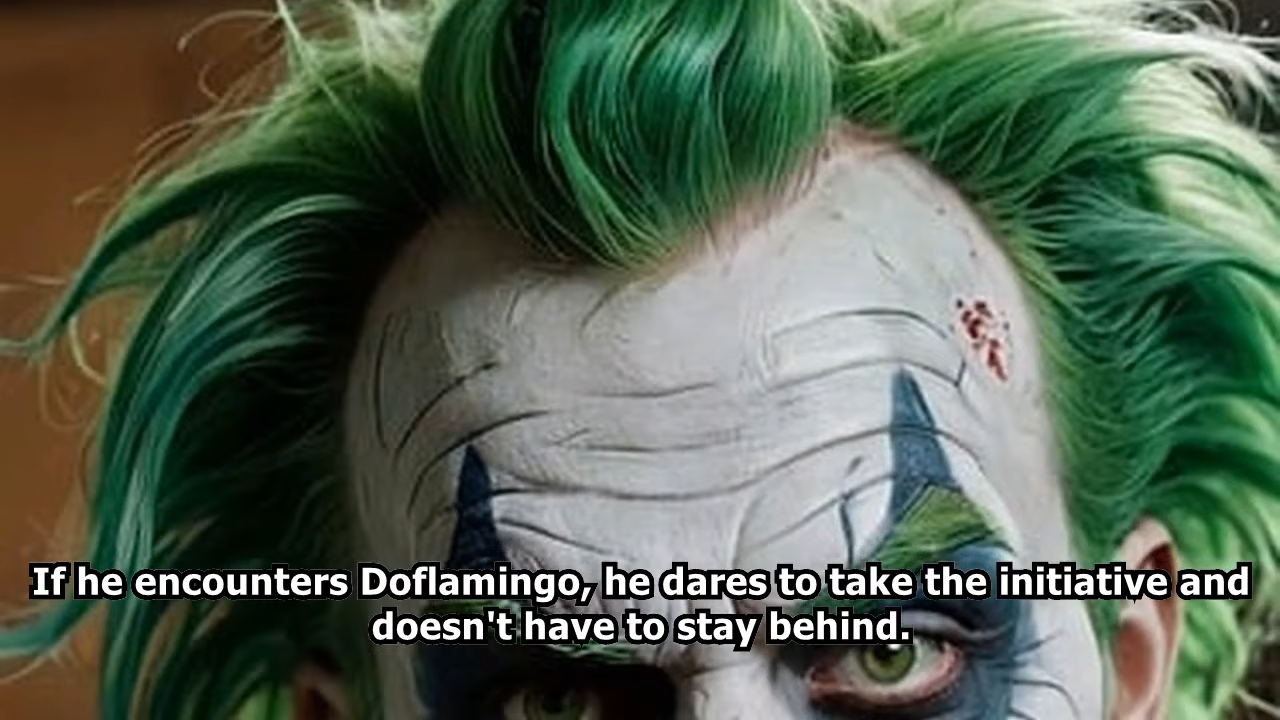 If he encounters Doflamingo, he dares to take the initiative and
doesn't have to stay behind.